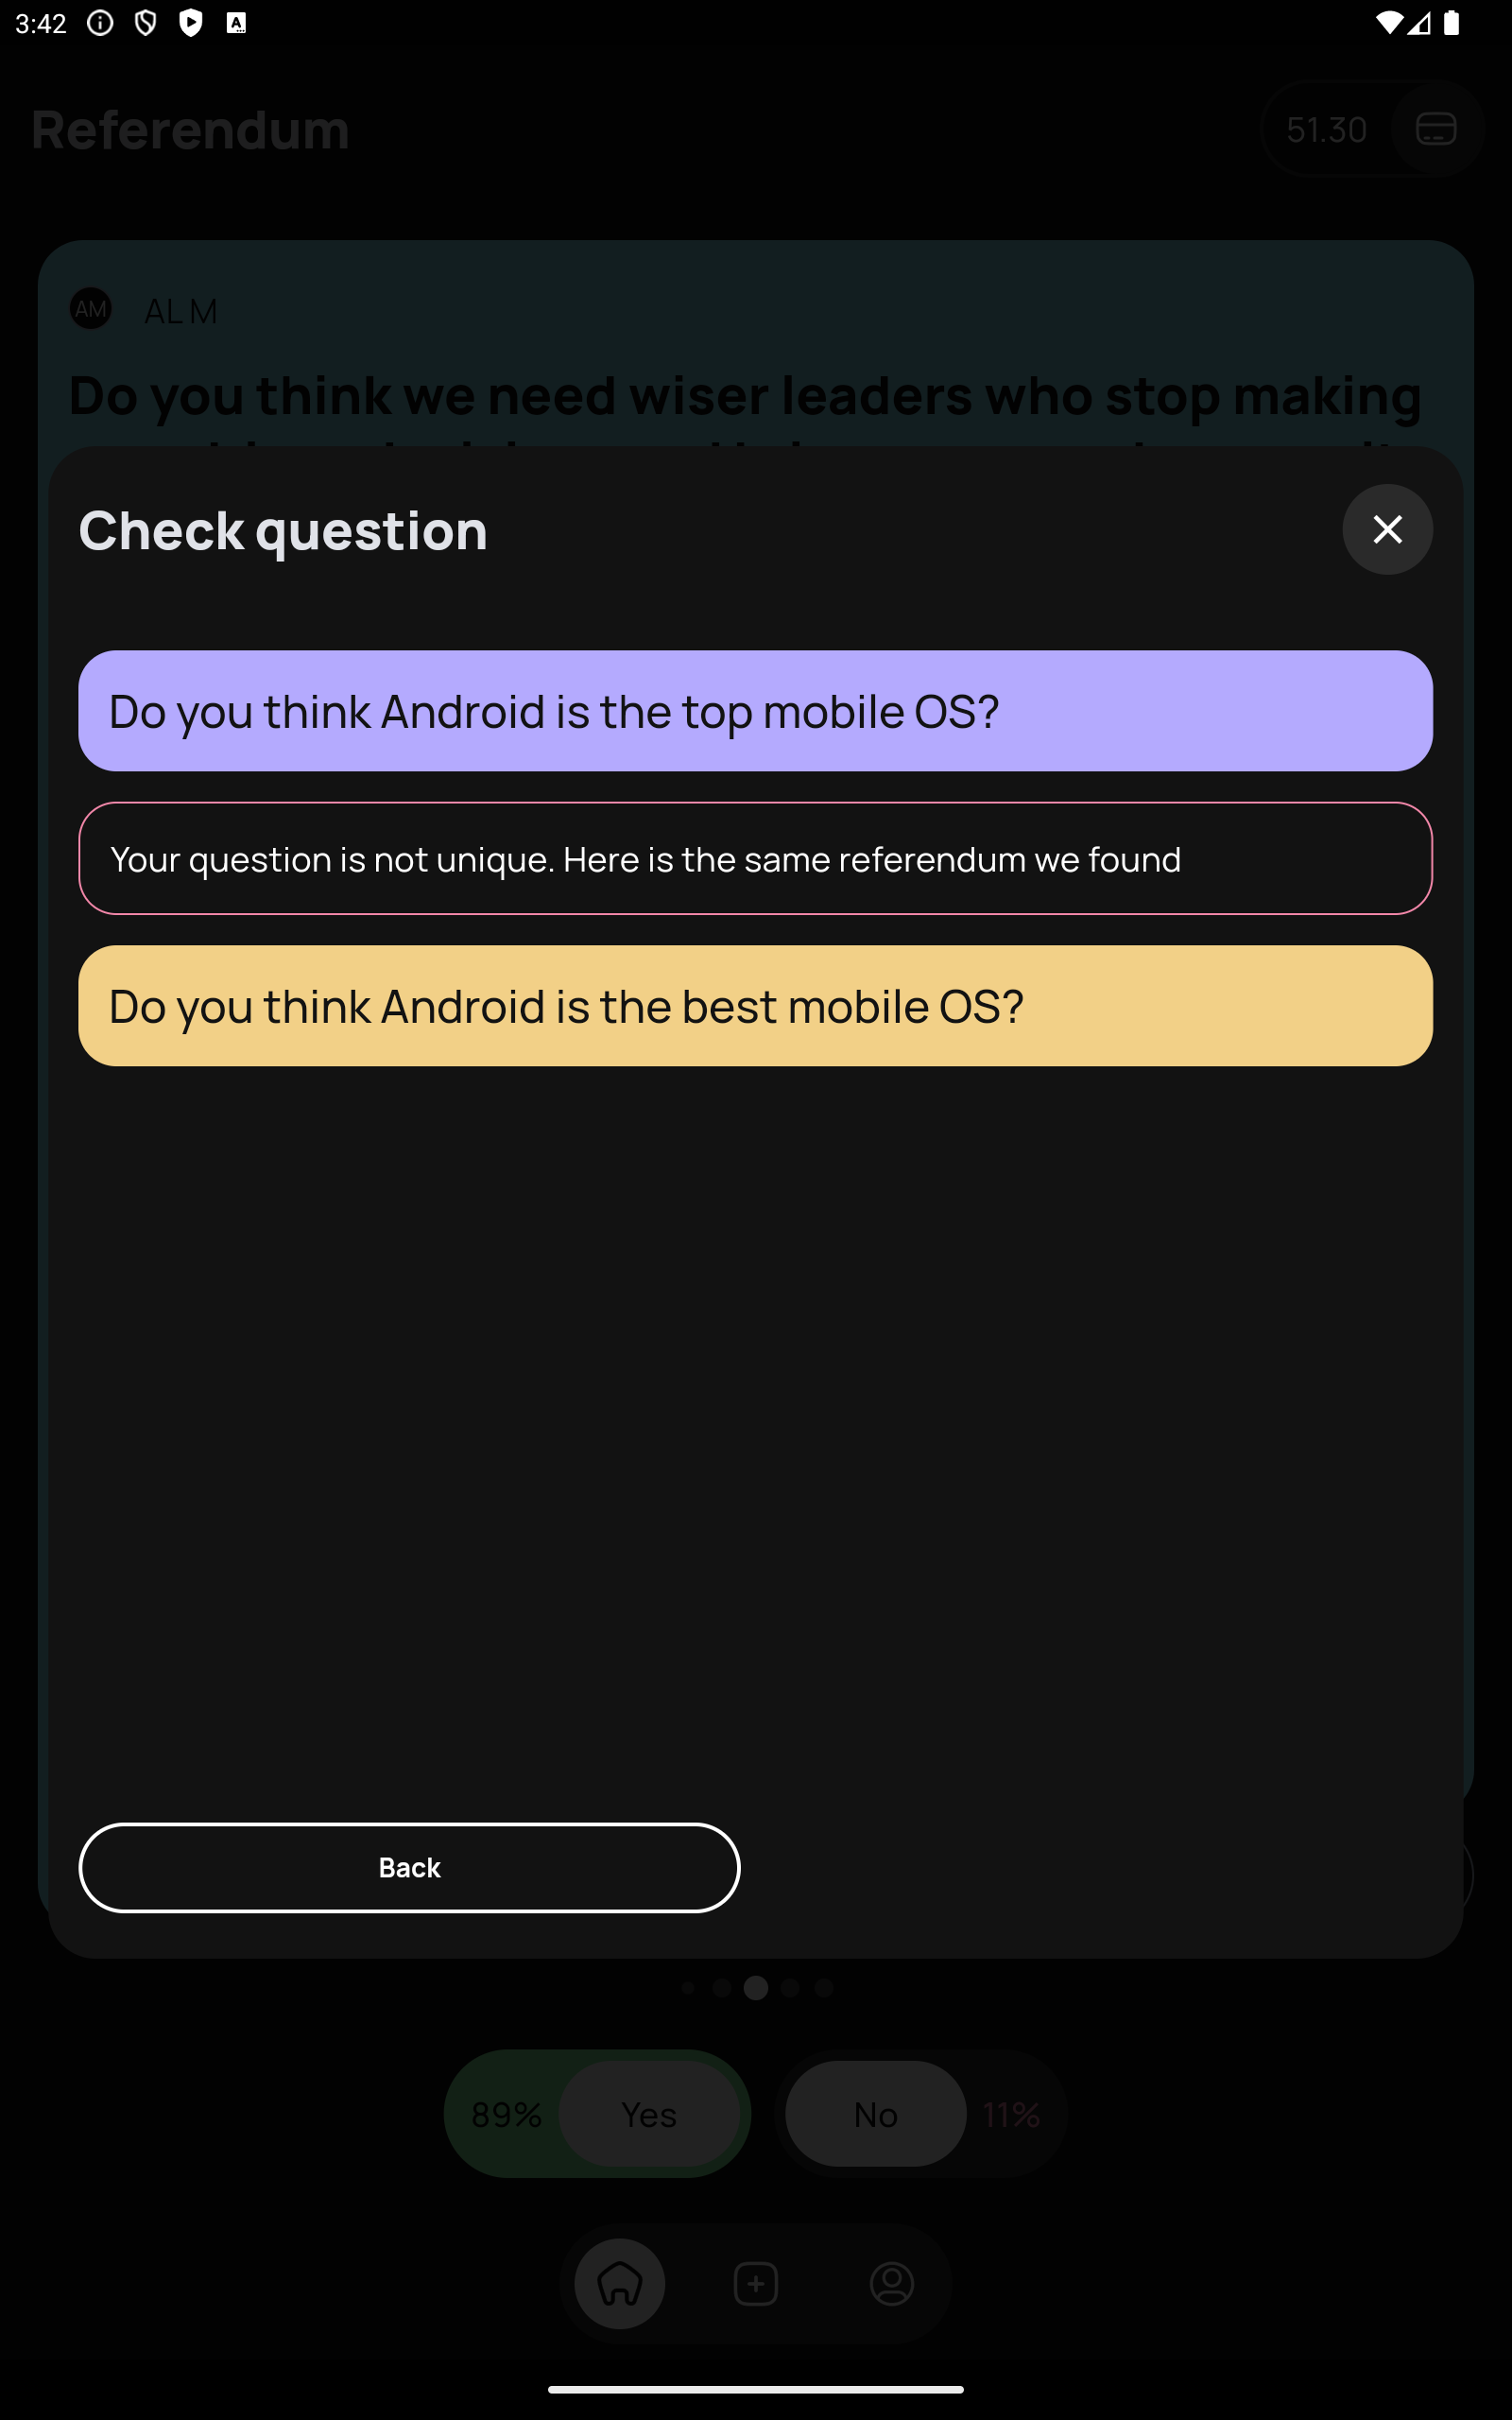 3:42
Referendum
51.30
AM
AL M
Do you think we need wiser leaders who stop making
Check question
Do you think Android is the top mobile OS?
Your question is not unique. Here is the same referendum we found
Do you think Android is the best mobile OS?
Back
89%
Yes
No
11%